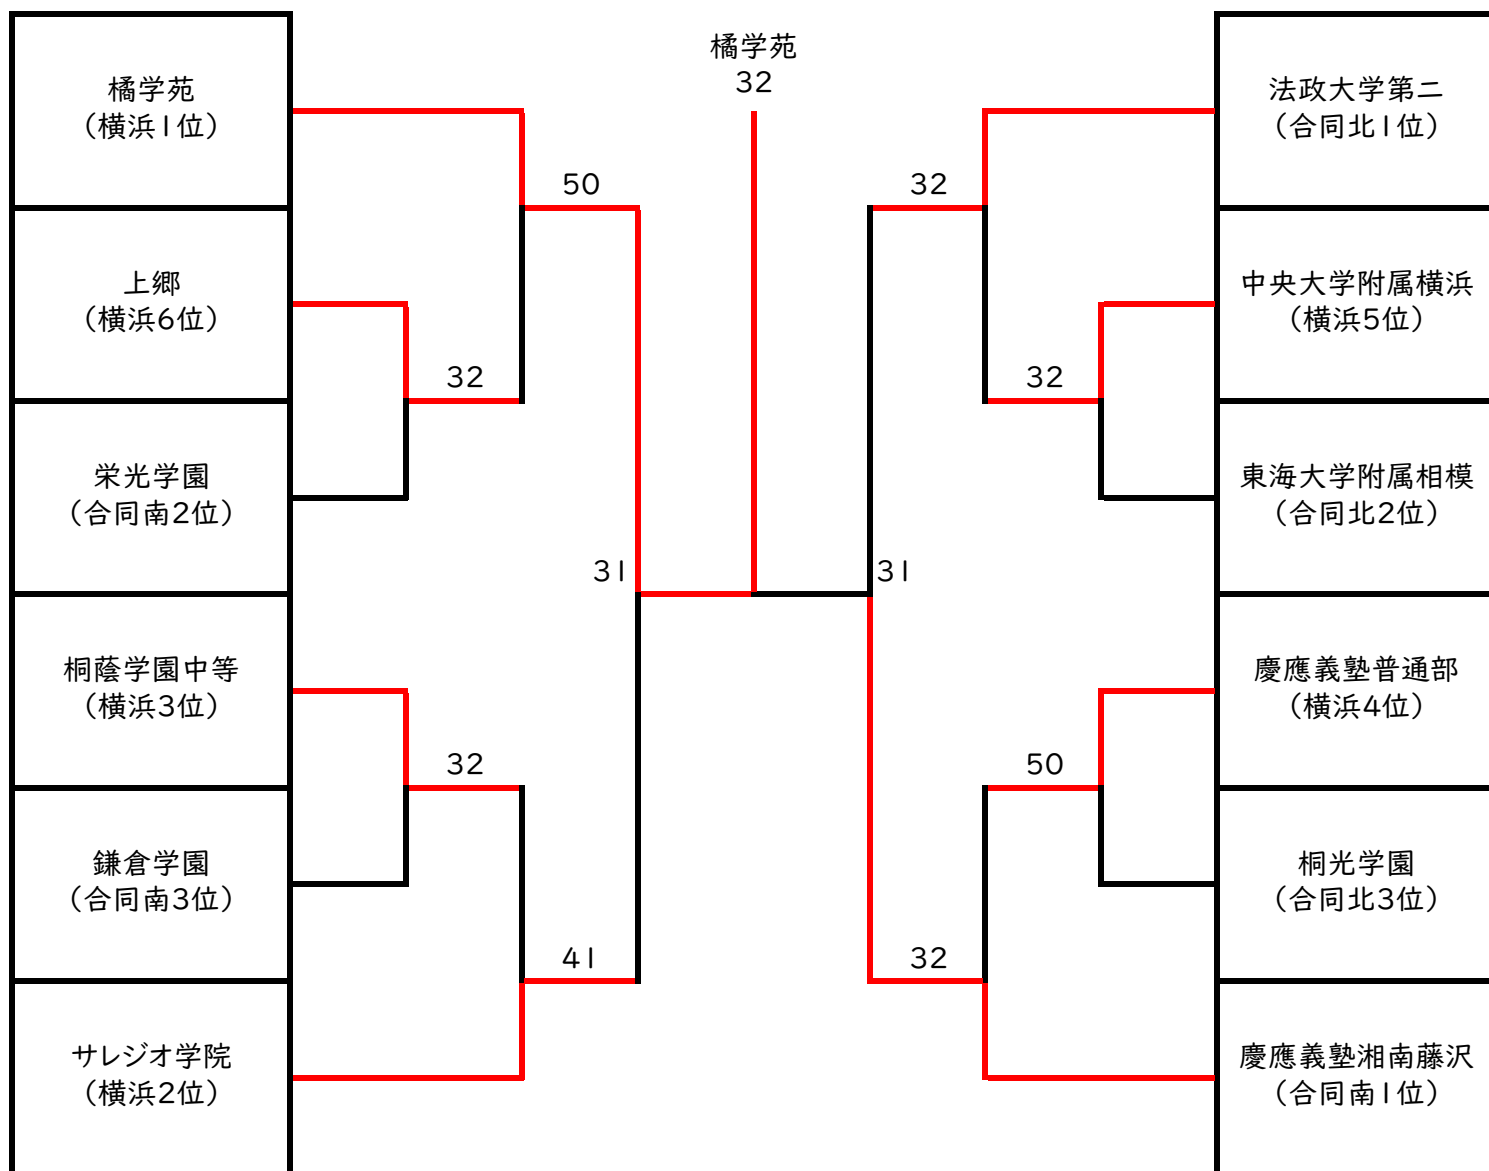 橘学苑
(横浜1位)
上郷
(横浜6位)
栄光学園
(合同南2位)
桐蔭学園中等
(横浜3位)
鎌倉学園
(合同南3位)
サレジオ学院
(横浜2位)
50
32
32
41
31
橘学苑
32
31
32
32
50
32
法政大学第二
(合同北1位)
中央大学附属横浜
(横浜5位)
東海大学附属相模
(合同北2位)
慶應義塾普通部
(横浜4位)
桐光学園
(合同北3位)
慶應義塾湘南藤沢
(合同南1位)